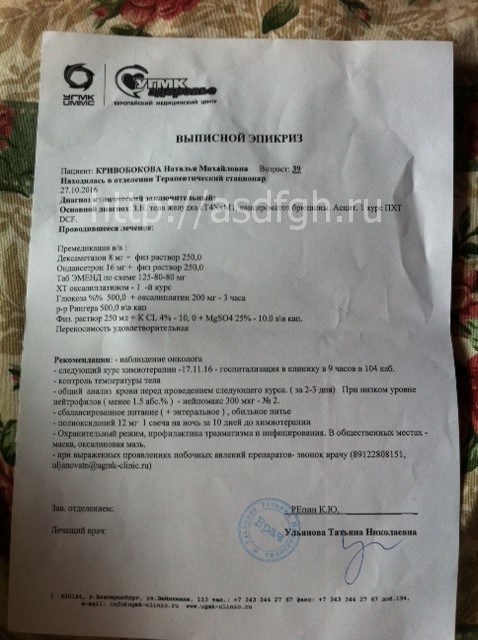 УГМК
UMMC
УГМК
Здоровье
ЕВРОПЕЙСКИЙ МЕДИЦИНСКИЙ ЦЕНТР
ВЫПИСНОЙ ЭПИКРИЗ
Пациент: КРИВОБОКОВА Наталья Михайловна Возраст: 39
Находилась в отделении Терапевтический стационар
27.10.2016
Диагноз клинический заключительный:
http://asdfgh.ru
Основной диагноз: тела желудка канцероматоз брюшины. Асцит. 1 курс ПХТ
DCF.
Проводившееся лечение:
Премедикация в/в :
Дексаметазон 8 мг + физ раствор 250,0
Ондансетрон 16 мг + физ раствор 250,0
Таб ЭМЕНД по схеме 125-80-80 мг
ХТ оксалиплатином - 1 -й курс
Глюкоза %% 500,0 + оксалиплатин 200 мг - 3 часа
р-р Рингера 500,0 в\в кап
Физ. раствор 250 мл + K CL 4% - 10, 0 + MgSO4 25% - 10.0 в\в кап.
Переносимость удовлетворительная
Рекомендации: - наблюдение онколога
- следующий курс химиотерапии -17.11.16 - госпитализация в клинику в 9 часов в 104 каб.
- контроль температуры тела
- общий анализ крови перед проведением следующего курса. ( за 2-3 дня) При низком уровне
нейтрофилов ( менее 1.5 абс.% ) - нейпомакс 300 мкг - № 2.
- сбалансированное питание ( + энтеральное ) , обильное питье
- полиоксидоний 12 мг 1 свеча на ночь за 10 дней до химиотерапии
- Охранительный режим, профилактика травматизма и инфицирования. В общественных местах -
маска, оксалиновая мазь.
- при выраженных проявлениях побочных явлений препаратов- звонок врачу (89122808151,
uljanovatn@ugmk-clinic.ru)
Зав. отделением: РЕпин К.Ю.
Врач
Лечащий врач: Ульянова Татьяна Николаевна
620144, г.Екатеринбург, ул.Шейнкмана, 113 тел.: +7 343 344 27 67 факс: +7 343 344 27 67 доб.194.
e-mail: info@ugmk-clinic.ru www.ugmk-clinic.ru